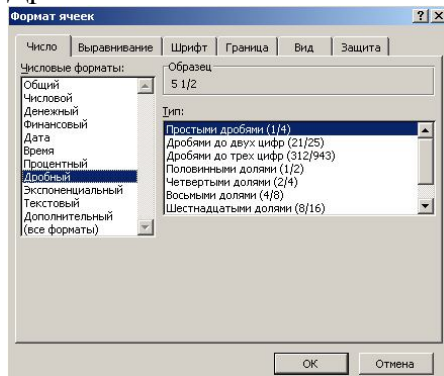 Формат ячеек
Число Выравнивание Шрифт Граница Вид Защита
Числовые форматы:
Общий
Числовой
Денежный
Финансовый
Дата
Время
Процентный
Дробный
Экспоненциальный
Текстовый
Дополнительный
(все форматы)
Образец
5 1/2
Тип:
Простыми дробями (1/4)
Дробями до двух цифр (21/25)
Дробями до трех цифр (312/943)
Половинными долями (1/2)
Четвертыми долями (2/4)
Восьмыми долями (4/8)
Шестнадцатыми долями (8/16)
ОК Отмена